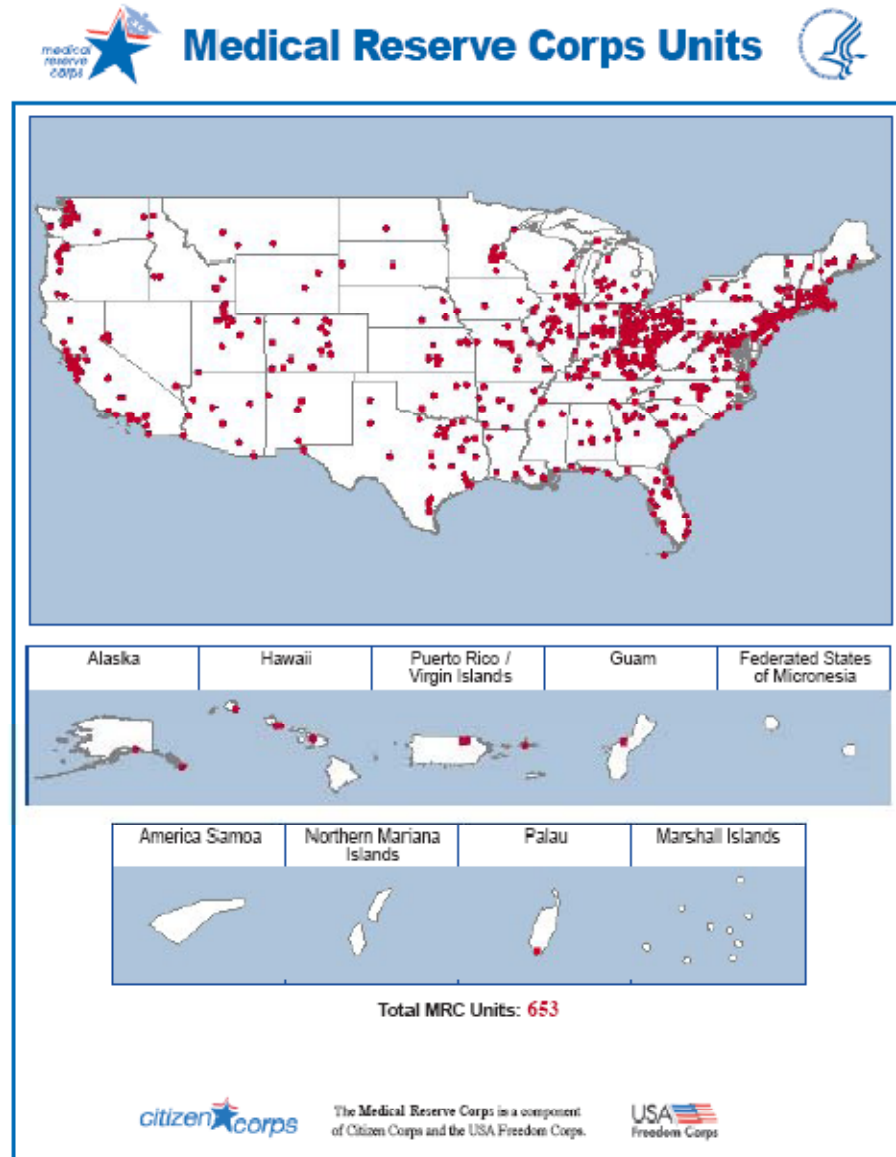 medical
reserve
corps
Medical Reserve Corps Units
Alaska
Hawaii
Puerto Rico /
Virgin Islands
Guam
Federated States
of Micronesia
America Samoa
Northern Mariana
Islands
Palau
Marshall Islands
Total MRC Units: 653
citizen corps
The Medical Reserve Corps is a component
of Citizen Corps and the USA Freedom Corps.
USA
Freedom Corps